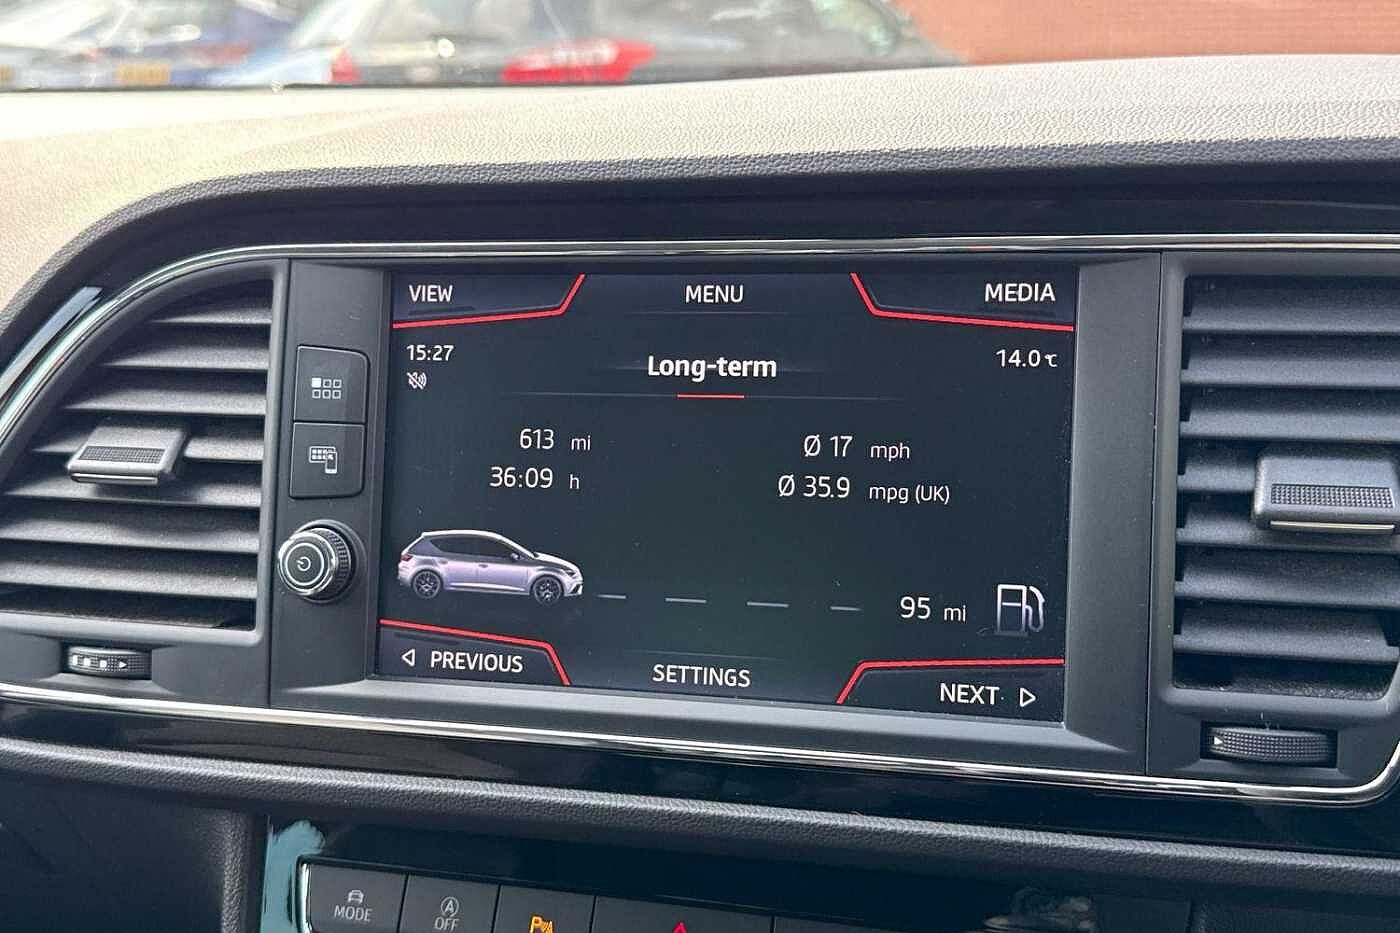 VIEW MENU MEDIA
15:27 Long-term 14.0℃
613 mi Ø 17 mph
36:09 h Ø 35.9 mpg (UK)
95 mi
PREVIOUS SETTINGS NEXT
MODE
A
OFF
P